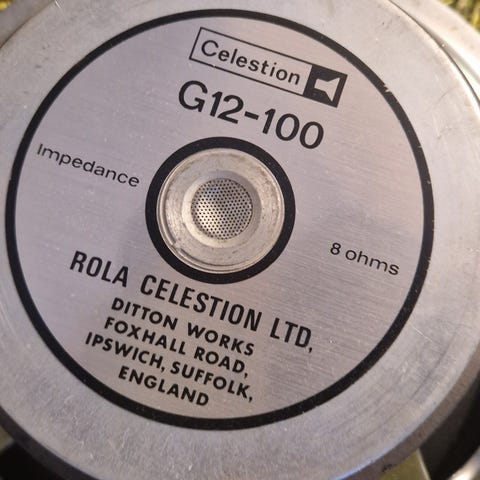 Celestion
G12-100
Impedance
8 ohms
ROLA CELESTION LTD,
DITTON WORKS
FOXHALL ROAD,
IPSWICH, SUFFOLK,
ENGLAND